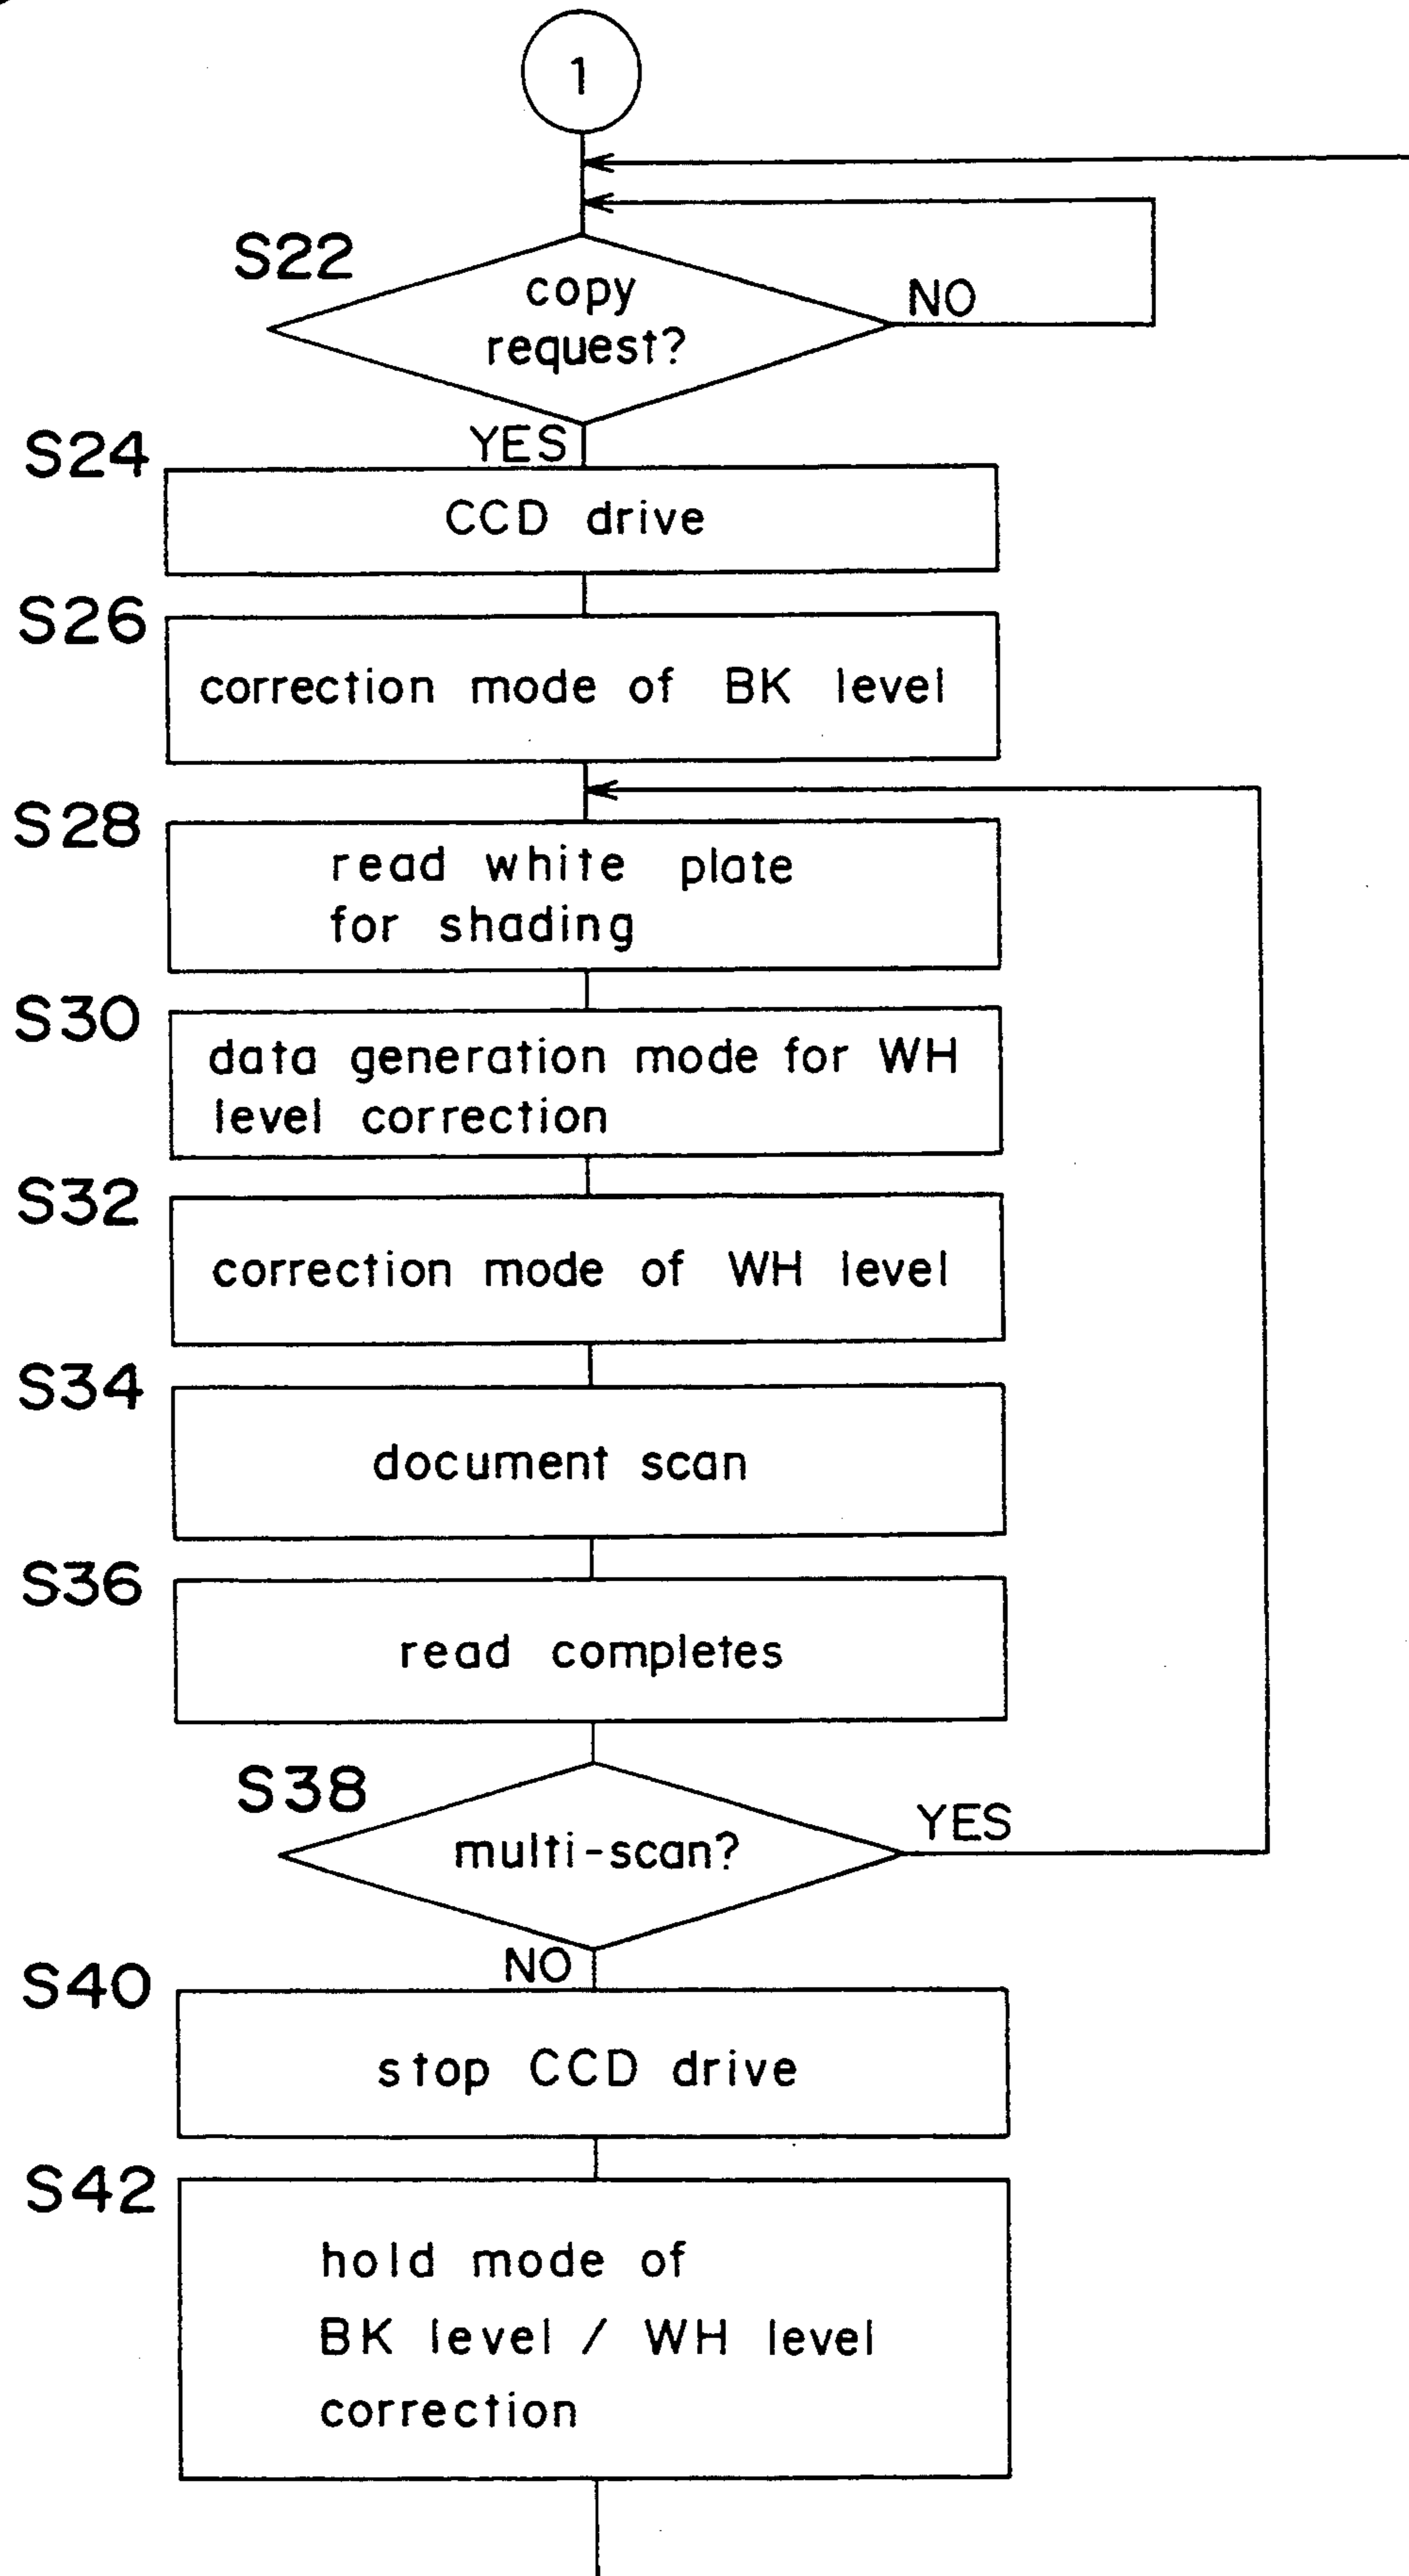 1
S22
copy
request?
NO
YES
S24
CCD drive
S26
correction mode of BK level
S28
read white plate
for shading
S30
data generation mode for WH
level correction
S32
correction mode of WH level
S34
document scan
S36
read completes
S38
multi-scan?
YES
NO
S40
stop CCD drive
S42
hold mode of
BK level / WH level
correction